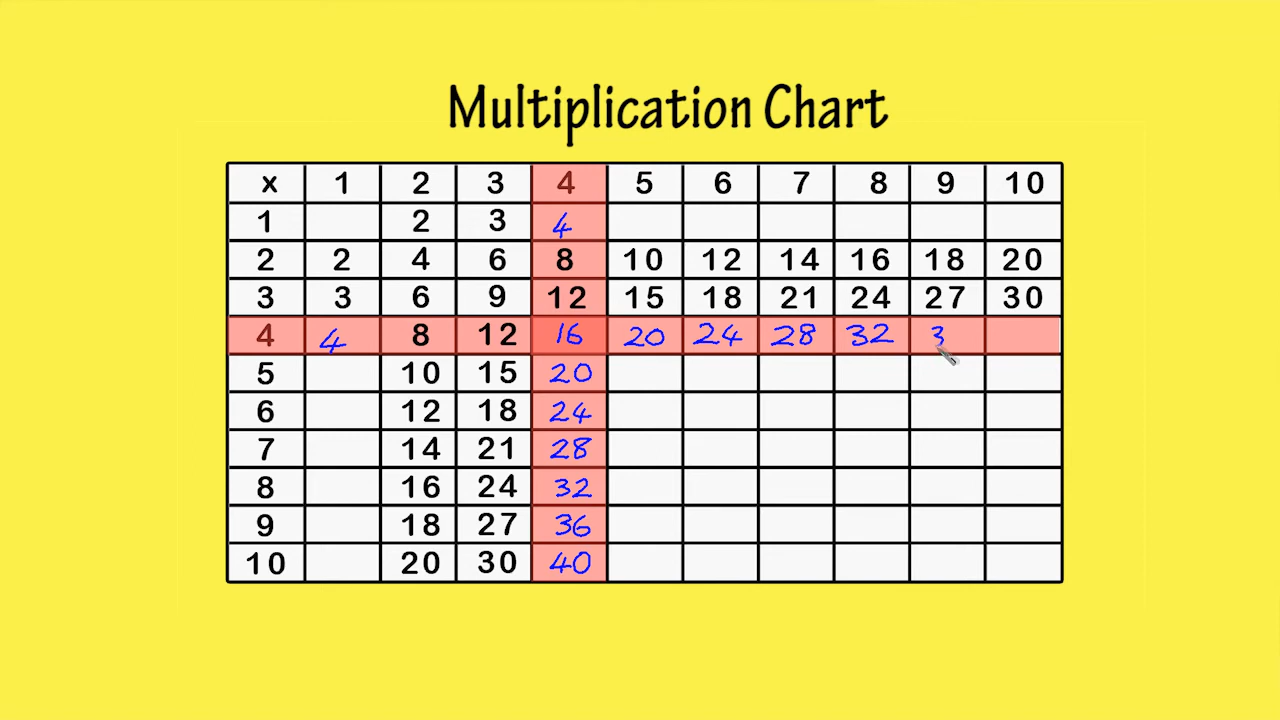 Multiplication Chart
x 1 2 3 4 5 6 7 8 9 10
1 2 3 4
2 2 4 6 8 10 12 14 16 18 20
3 3 6 9 12 15 18 21 24 27 30
4 4 8 12 16 20 24 28 32 3
5 10 15 20
6 12 18 24
7 14 21 28
8 16 24 32
9 18 27 36
10 20 30 40